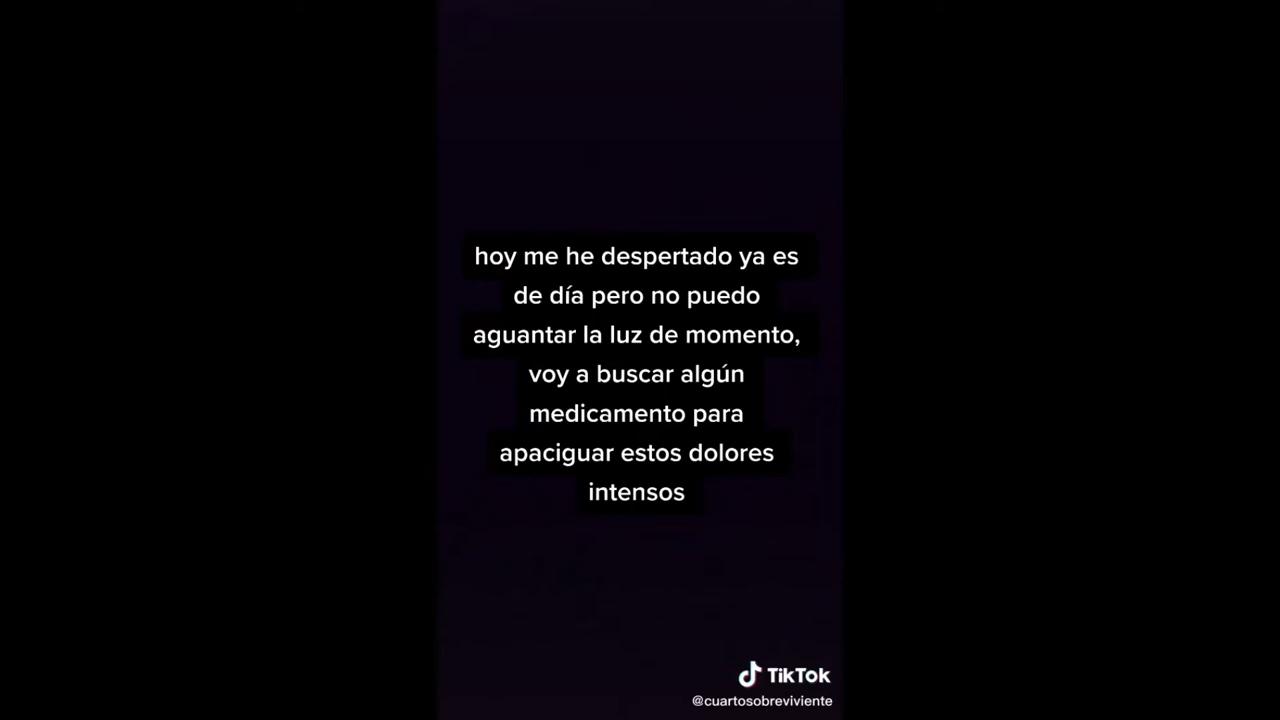 hoy me he despertado ya es
de día pero no puedo
aguantar la luz de momento,
voy a buscar algún
medicamento para
apaciguar estos dolores
intensos
TikTok
@cuartosobreviviente